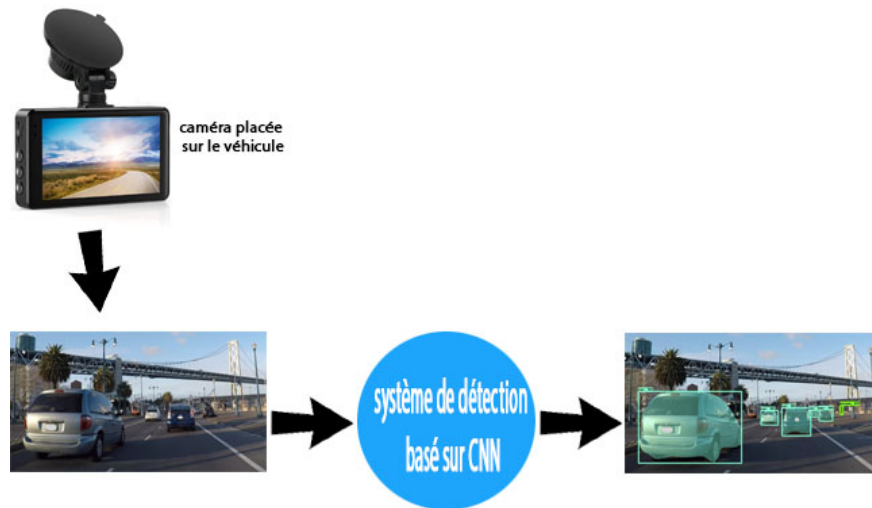 caméra placée
sur le véhicule
système de détection
basé sur CNN